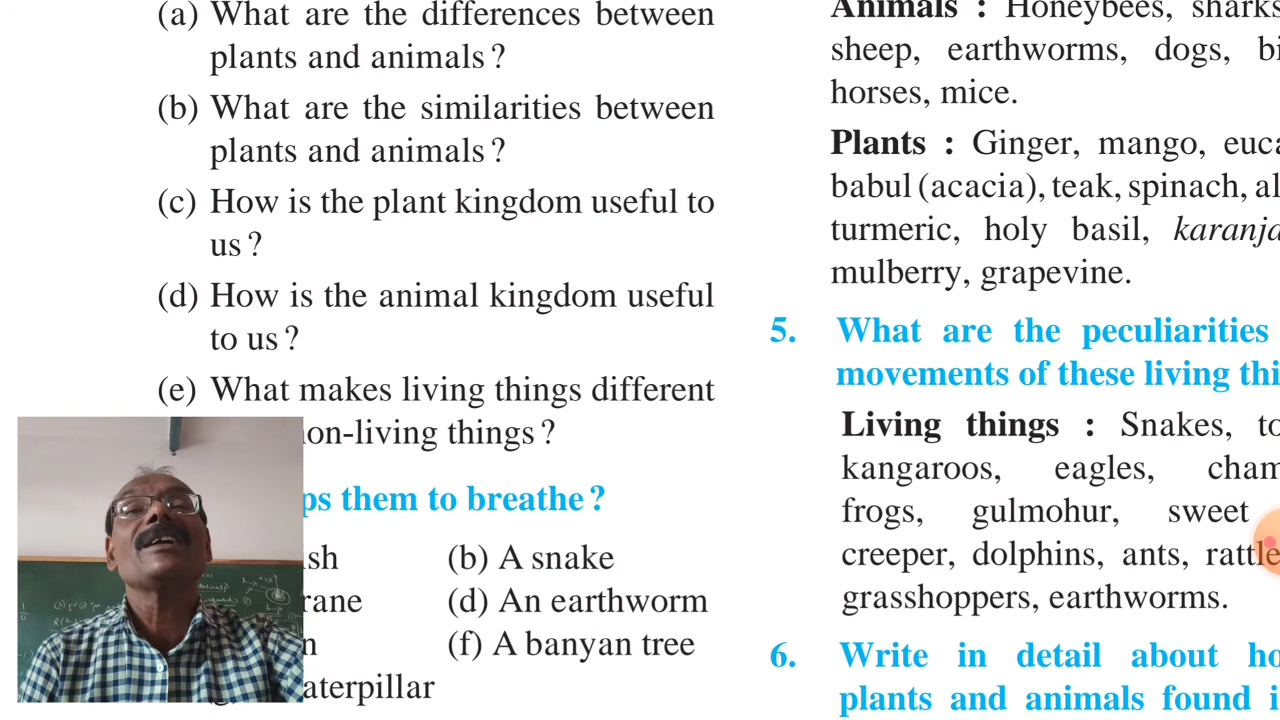 (a) What are the differences between
plants and animals ?
(b) What are the similarities between
plants and animals ?
(c) How is the plant kingdom useful to
us ?
(d) How is the animal kingdom useful
to us ?
(e) What makes living things different
non-living things ?
them to breathe ?
(b) A snake
(d) An earthworm
(f) A banyan tree
Animals : Honeybees, sharks
sheep, earthworms, dogs,
horses, mice.
Plants : Ginger, mango,
babul (acacia), teak, spinach,
turmeric, holy basil, karanja
mulberry, grapevine.
5. What are the peculiarities
movements of these living
Living things : Snakes,
kangaroos, eagles,
frogs, gulmohur, sweet
creeper, dolphins, ants,
grasshoppers, earthworms.
6. Write in detail about
plants and animals found